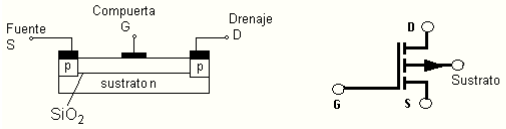 Fuente
S
Compuerta
G
Drenaje
D
p
p
sustrato n
SiO₂
D
G
S
Sustrato